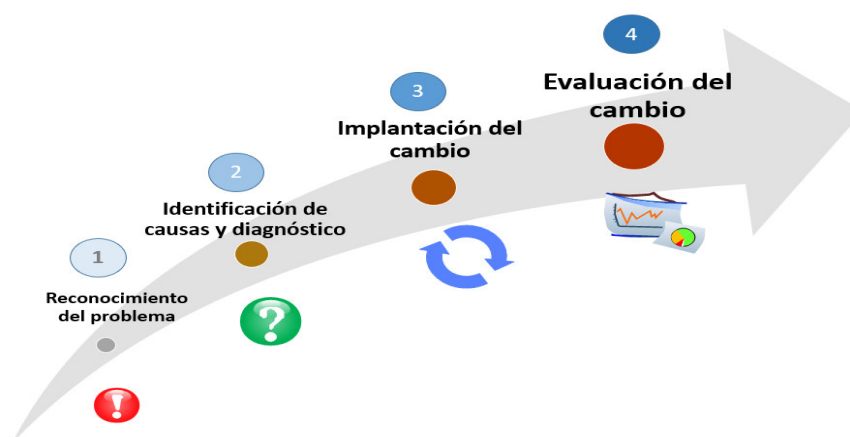 1
Reconocimiento
del problema
2
Identificación de
causas y diagnóstico
3
Implantación del
cambio
4
Evaluación del
cambio